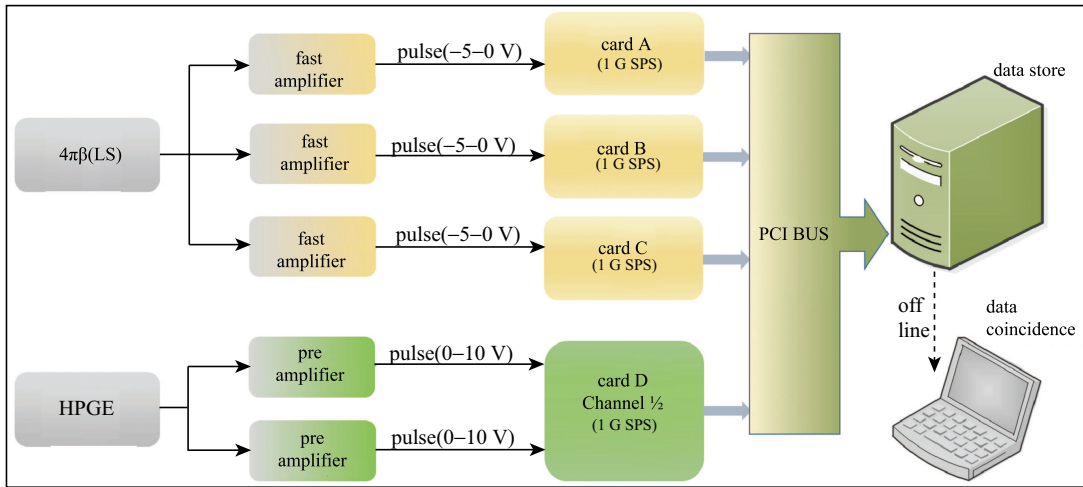 4πβ(LS)
fast
amplifier
pulse(−5–0 V)
card A
(1 G SPS)
fast
amplifier
pulse(−5–0 V)
card B
(1 G SPS)
fast
amplifier
pulse(−5–0 V)
card C
(1 G SPS)
HPGE
pre
amplifier
pulse(0–10 V)
pre
amplifier
pulse(0–10 V)
card D
Channel ½
(1 G SPS)
PCI BUS
data store
off
line
data
coincidence